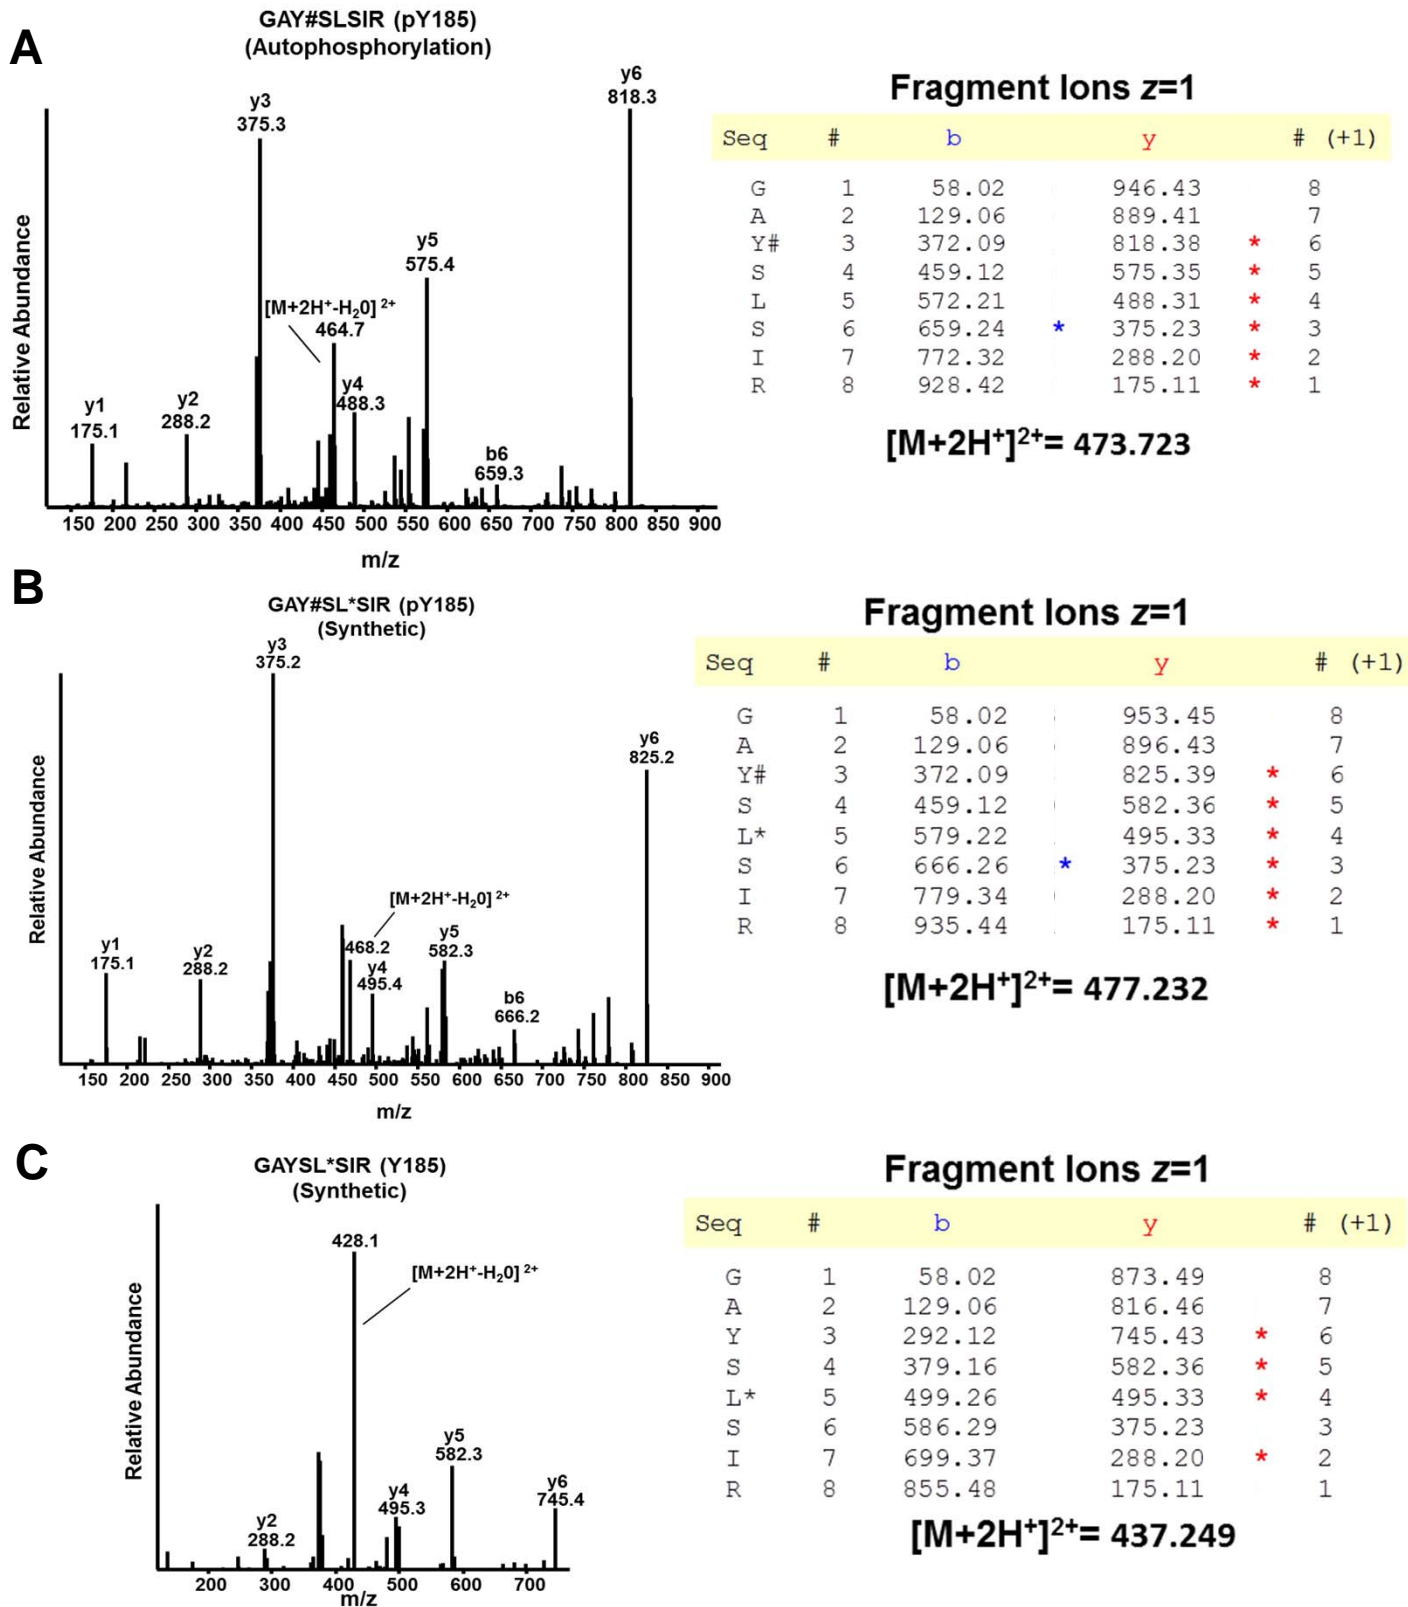 A
GAY#SLSIR (pY185)
(Autophosphorylation)
Relative Abundance
y3
375.3
y6
818.3
y5
575.4
[M+2H⁺-H₂0] ²⁺
464.7
y4
488.3
y1
175.1
y2
288.2
b6
659.3
150 200 250 300 350 400 450 500 550 600 650 700 750 800 850 900
m/z
Fragment Ions z=1
Seq # b y # (+1)
G 1 58.02 946.43 8
A 2 129.06 889.41 7
Y# 3 372.09 818.38 * 6
S 4 459.12 575.35 * 5
L 5 572.21 488.31 * 4
S 6 659.24 * 375.23 * 3
I 7 772.32 288.20 * 2
R 8 928.42 175.11 * 1
[M+2H⁺]²⁺= 473.723
B
GAY#SL*SIR (pY185)
(Synthetic)
Relative Abundance
y3
375.2
y6
825.2
[M+2H⁺-H₂0] ²⁺
468.2
y5
582.3
y4
495.4
y1
175.1
y2
288.2
b6
666.2
150 200 250 300 350 400 450 500 550 600 650 700 750 800 850 900
m/z
Fragment Ions z=1
Seq # b y # (+1)
G 1 58.02 953.45 8
A 2 129.06 896.43 7
Y# 3 372.09 825.39 * 6
S 4 459.12 582.36 * 5
L* 5 579.22 495.33 * 4
S 6 666.26 * 375.23 * 3
I 7 779.34 288.20 * 2
R 8 935.44 175.11 * 1
[M+2H⁺]²⁺= 477.232
C
GAYSL*SIR (Y185)
(Synthetic)
Relative Abundance
428.1
[M+2H⁺-H₂0] ²⁺
y5
582.3
y4
495.3
y6
745.4
y2
288.2
200 300 400 500 600 700
m/z
Fragment Ions z=1
Seq # b y # (+1)
G 1 58.02 873.49 8
A 2 129.06 816.46 7
Y 3 292.12 745.43 * 6
S 4 379.16 582.36 * 5
L* 5 499.26 495.33 * 4
S 6 586.29 375.23 3
I 7 699.37 288.20 * 2
R 8 855.48 175.11 1
[M+2H⁺]²⁺= 437.249